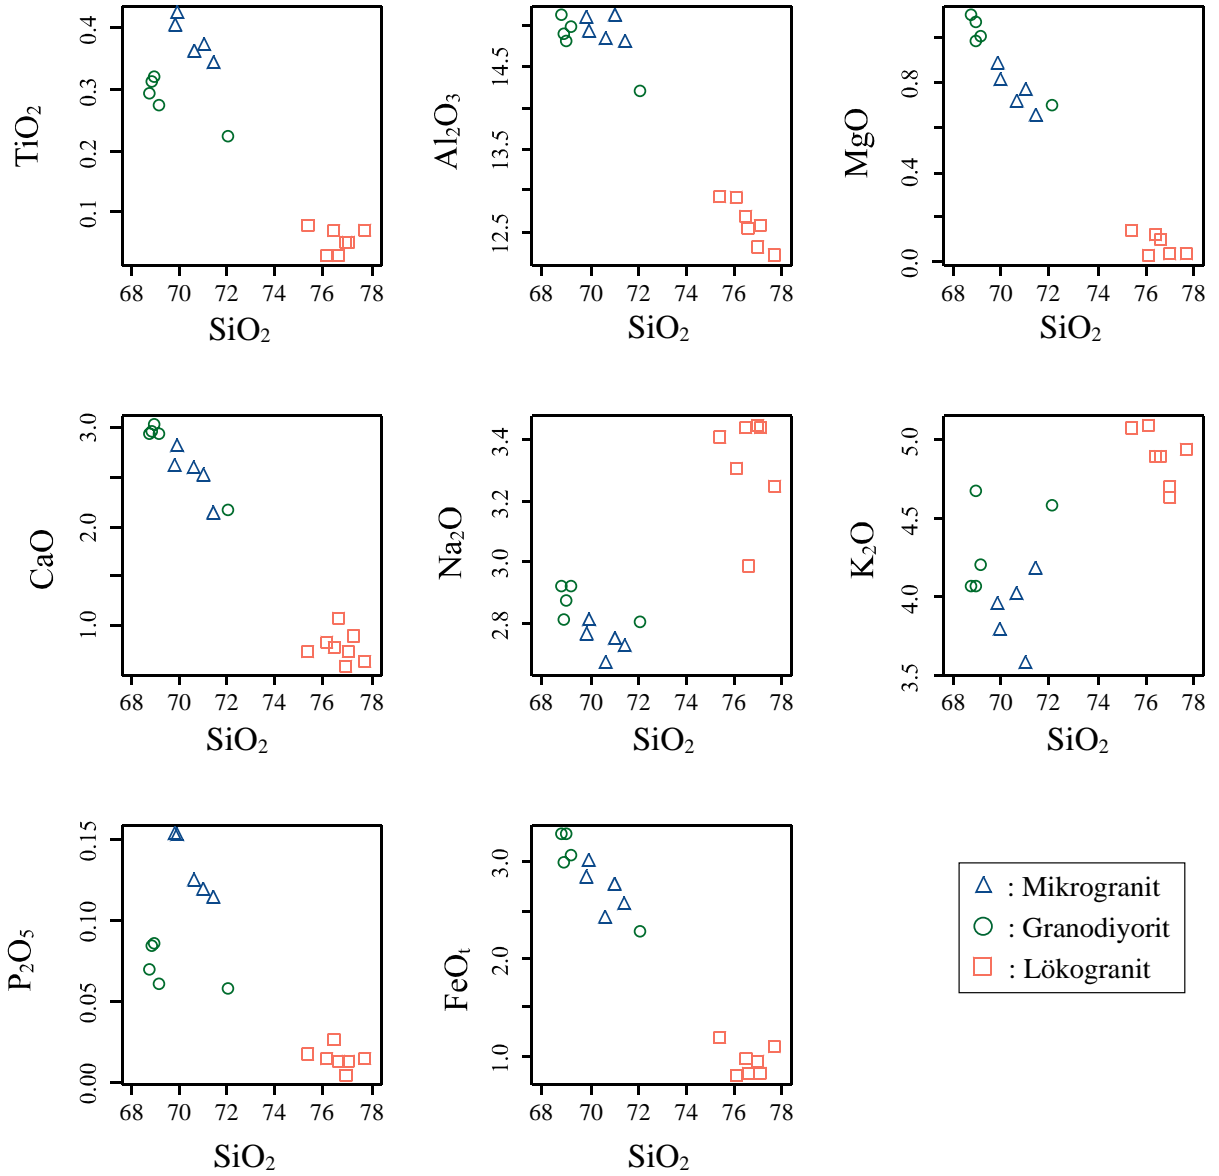 TiO₂
0.4
0.3
0.2
0.1
68 70 72 74 76 78
SiO₂
Al₂O₃
14.5
13.5
12.5
68 70 72 74 76 78
SiO₂
MgO
0.8
0.4
0.0
68 70 72 74 76 78
SiO₂
CaO
3.0
2.0
1.0
68 70 72 74 76 78
SiO₂
Na₂O
3.4
3.2
3.0
2.8
68 70 72 74 76 78
SiO₂
K₂O
5.0
4.5
4.0
3.5
68 70 72 74 76 78
SiO₂
P₂O₅
0.15
0.10
0.05
0.00
68 70 72 74 76 78
SiO₂
FeOₜ
3.0
2.0
1.0
68 70 72 74 76 78
SiO₂
: Mikrogranit
: Granodiyorit
: Lökogranit